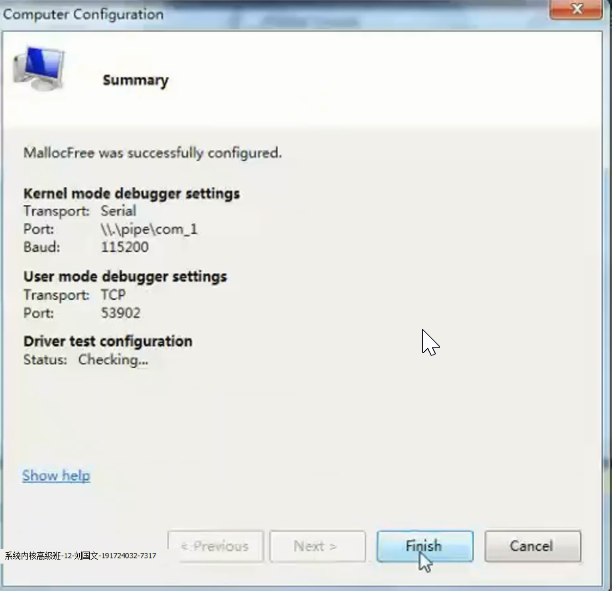 Computer Configuration
Summary
MallocFree was successfully configured.
Kernel mode debugger settings
Transport: Serial
Port: \\.\pipe\com_1
Baud: 115200
User mode debugger settings
Transport: TCP
Port: 53902
Driver test configuration
Status: Checking...
Show help
< Previous
Next >
Finish
Cancel
系统内核高级班-12-刘国文-191724032-7317